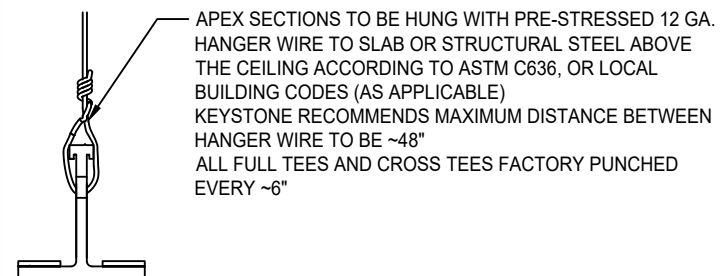 APEX SECTIONS TO BE HUNG WITH PRE-STRESSED 12 GA.
HANGER WIRE TO SLAB OR STRUCTURAL STEEL ABOVE
THE CEILING ACCORDING TO ASTM C636, OR LOCAL
BUILDING CODES (AS APPLICABLE)
KEYSTONE RECOMMENDS MAXIMUM DISTANCE BETWEEN
HANGER WIRE TO BE ~48"
ALL FULL TEES AND CROSS TEES FACTORY PUNCHED
EVERY ~6"